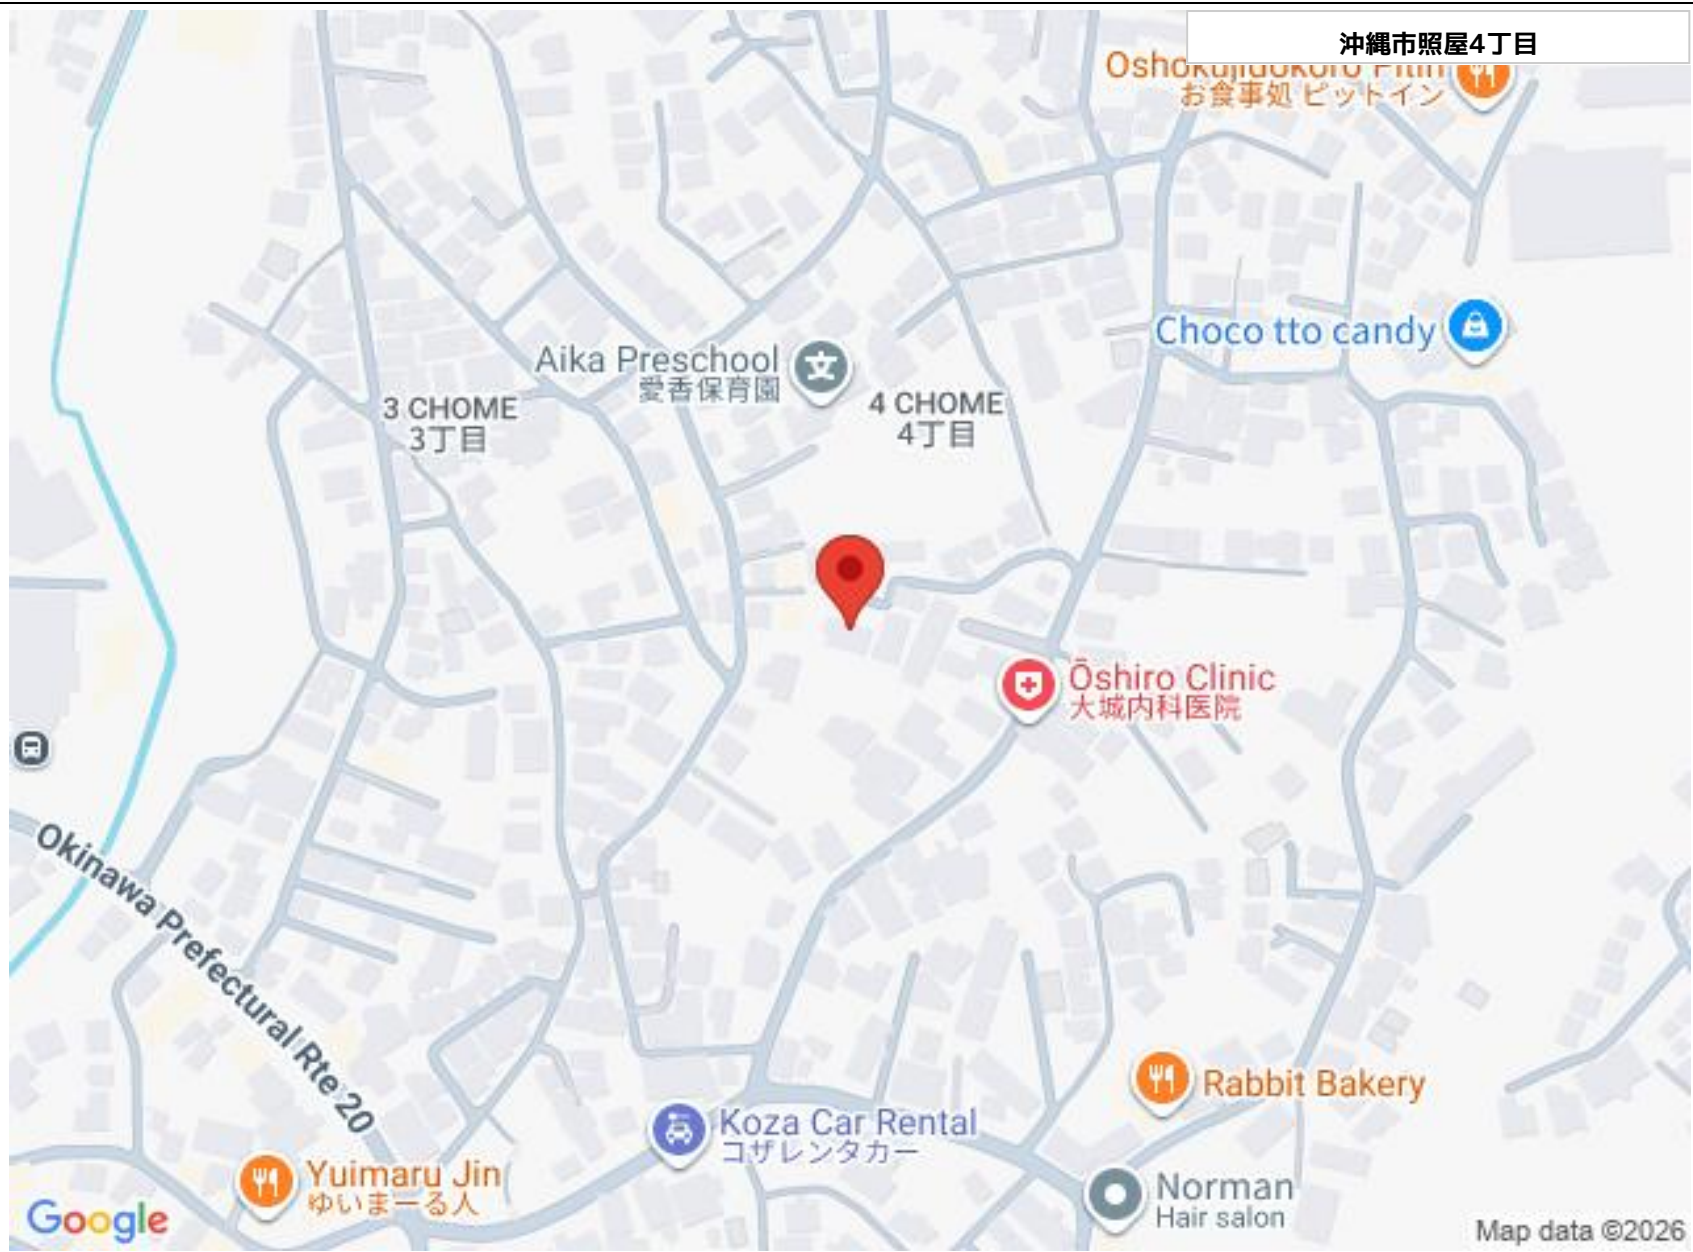 沖縄市照屋4丁目
Oshokujidokoro Pitin
お食事処 ピットイン
Choco tto candy
Aika Preschool
愛香保育園
3 CHOME
3丁目
4 CHOME
4丁目
Ōshiro Clinic
大城内科医院
Okinawa Prefectural Rte 20
Rabbit Bakery
Koza Car Rental
コザレンタカー
Yuimaru Jin
ゆいまーる人
Norman
Hair salon
Google
Map data ©2026